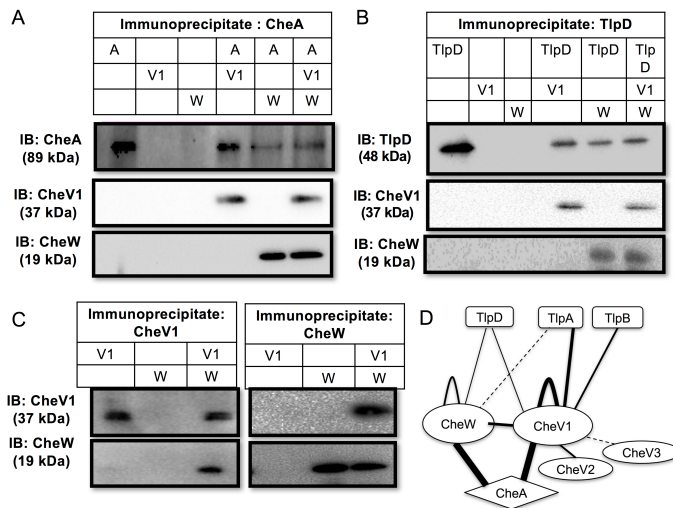 A
Immunoprecipitate : CheA
A A A A
V1 V1 V1
W W W
IB: CheA
(89 kDa)
IB: CheV1
(37 kDa)
IB: CheW
(19 kDa)
B
Immunoprecipitate: TlpD
TlpD TlpD TlpD Tlp
D
V1 V1 V1
W W W
IB: TlpD
(48 kDa)
IB: CheV1
(37 kDa)
IB: CheW
(19 kDa)
C
Immunoprecipitate:
CheV1
V1 V1
W W
IB: CheV1
(37 kDa)
IB: CheW
(19 kDa)
Immunoprecipitate:
CheW
V1 V1
W W
D
TlpD TlpA TlpB
CheW CheV1
CheV3
CheV2
CheA